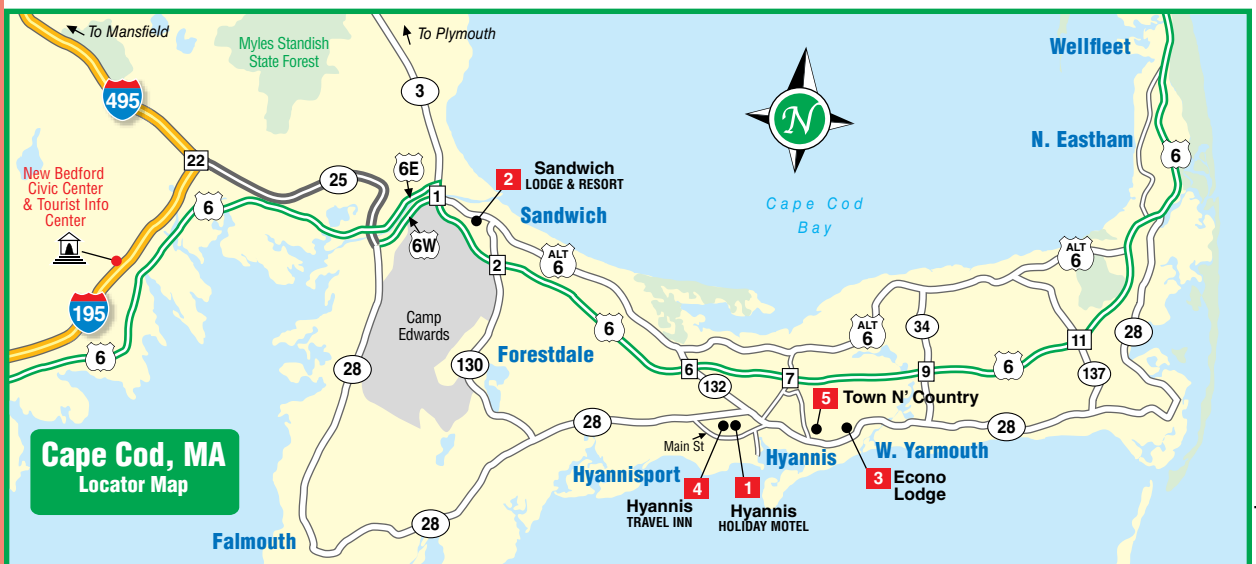 To Mansfield
To Plymouth
Myles Standish
State Forest
Wellfleet
495
3
N
N. Eastham
22
6E
6
New Bedford
Civic Center
& Tourist Info
Center
25
2
Sandwich
LODGE & RESORT
1
6
Sandwich
Cape Cod
Bay
6W
ALT
6
ALT
6
2
195
Camp
Edwards
6
ALT
6
34
28
6
Forestdale
11
28
130
6
132
7
9
6
137
5
Town N' Country
28
Main St
28
Cape Cod, MA
Locator Map
Hyannisport
Hyannis
W. Yarmouth
4
1
3
Econo
Lodge
Hyannis
TRAVEL INN
Hyannis
HOLIDAY MOTEL
28
Falmouth